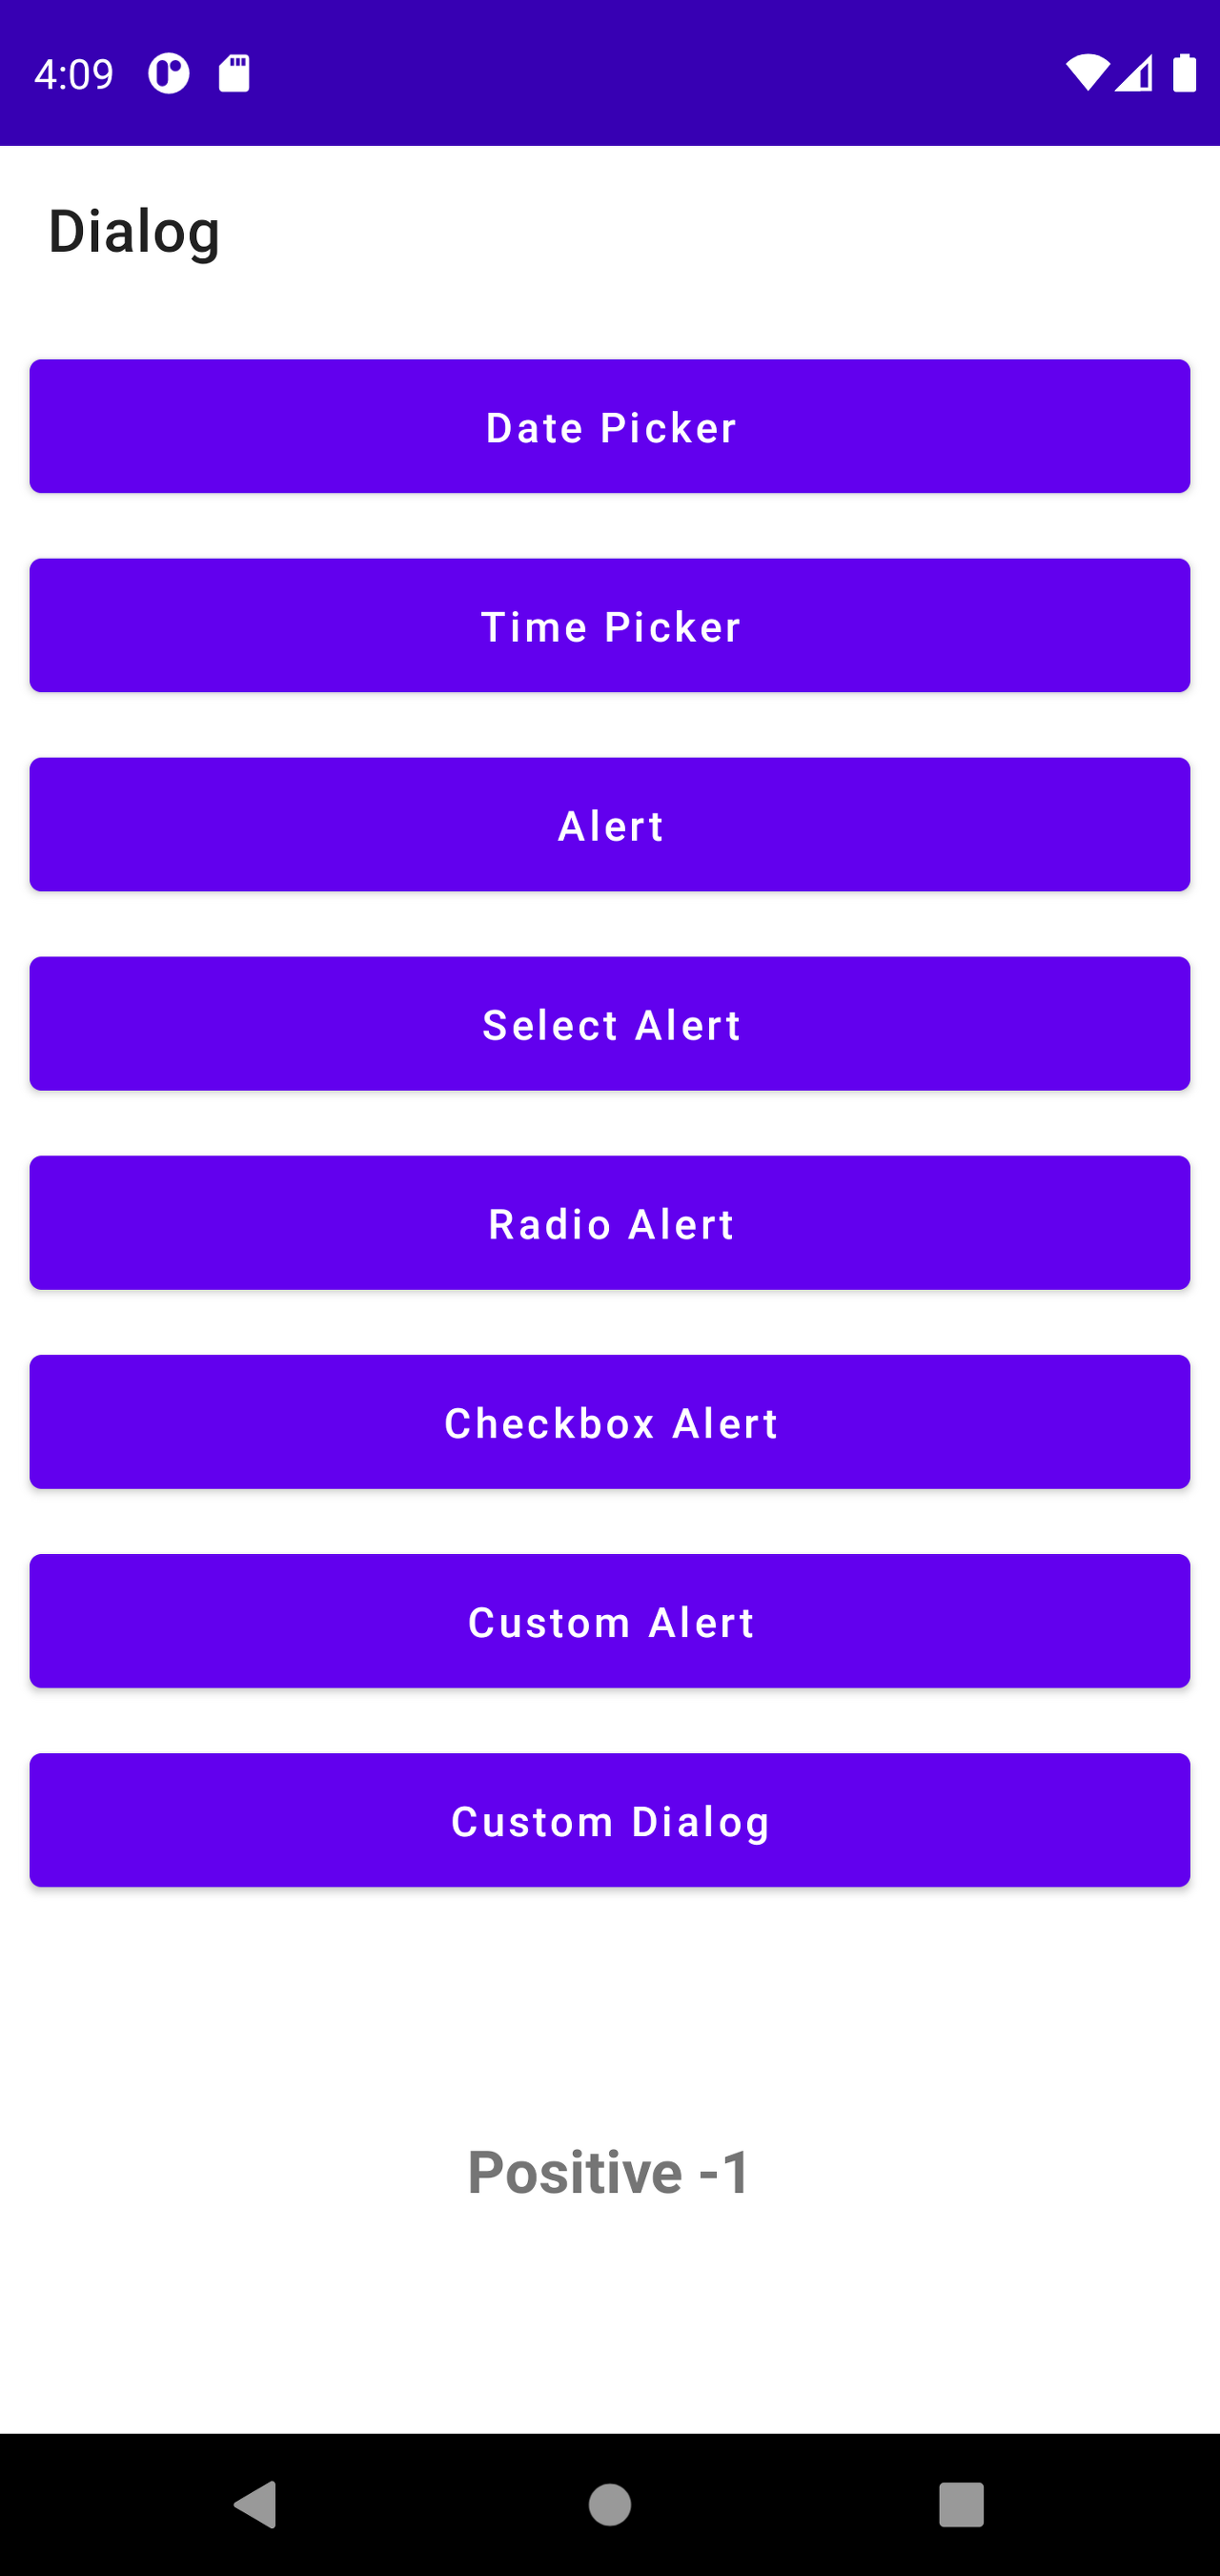 4:09
Dialog
Date Picker
Time Picker
Alert
Select Alert
Radio Alert
Checkbox Alert
Custom Alert
Custom Dialog
Positive -1